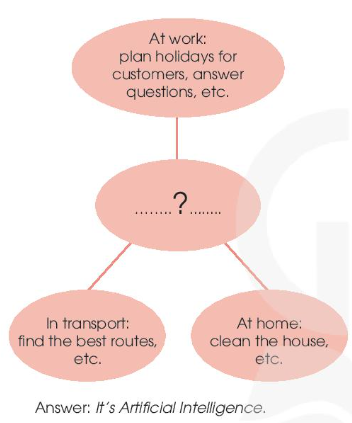 At work:
plan holidays for
customers, answer
questions, etc.
........?........
In transport:
find the best routes,
etc.
At home:
clean the house,
etc.
Answer: It's Artificial Intelligence.